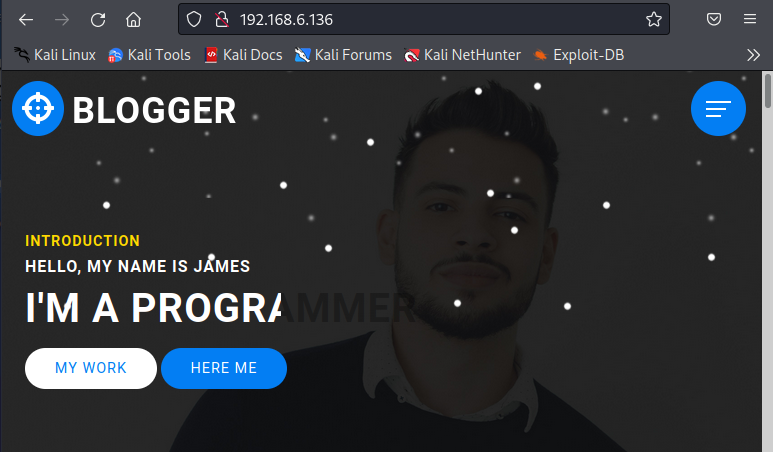 192.168.6.136
Kali Linux Kali Tools Kali Docs Kali Forums Kali NetHunter Exploit-DB
BLOGGER
INTRODUCTION
HELLO, MY NAME IS JAMES
I'M A PROGRAMMER
MY WORK HERE ME